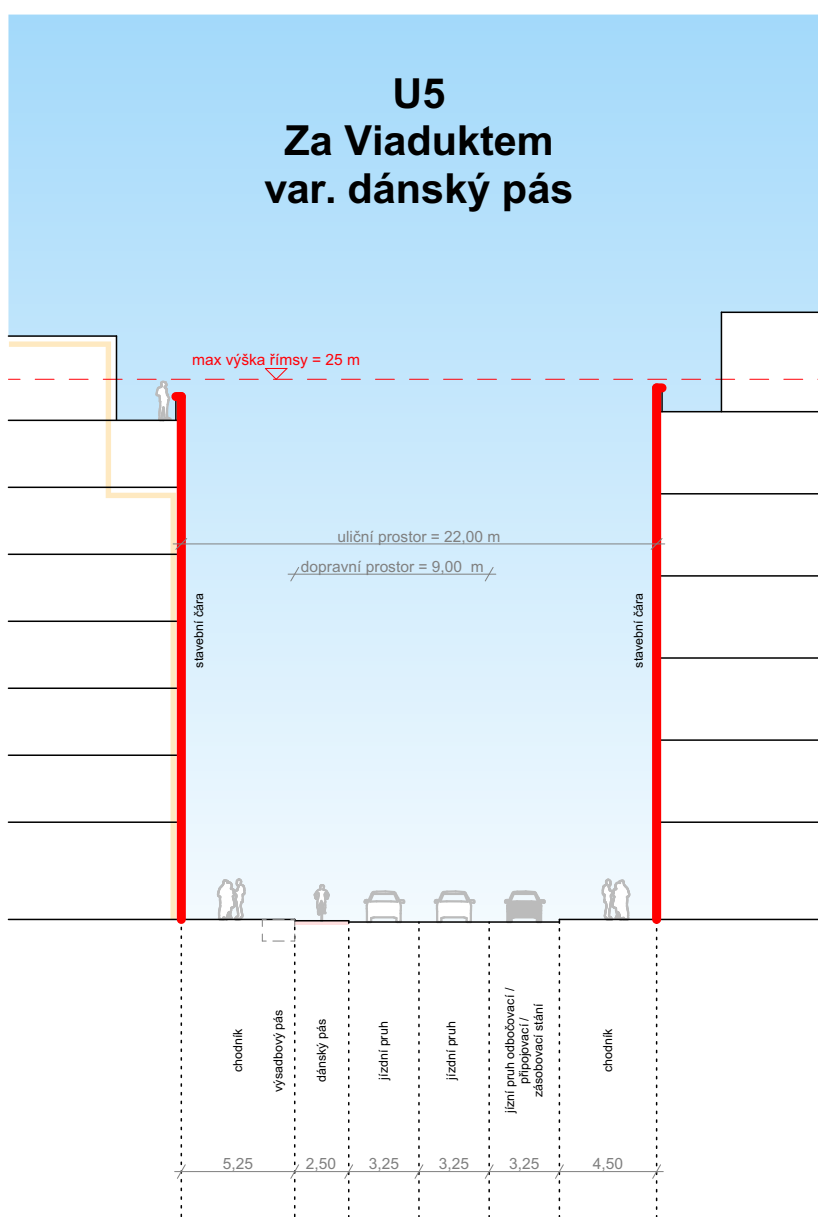 U5
Za Viaduktem
var. dánský pás
max výška římsy = 25 m
uliční prostor = 22,00 m
dopravní prostor = 9,00 m
stavební čára
stavební čára
chodník
výsadbový pás
dánský pás
jízdní pruh
jízdní pruh
jízní pruh odbočovací /
připojovací /
zásobovací stání
chodník
5,25
2,50
3,25
3,25
3,25
4,50